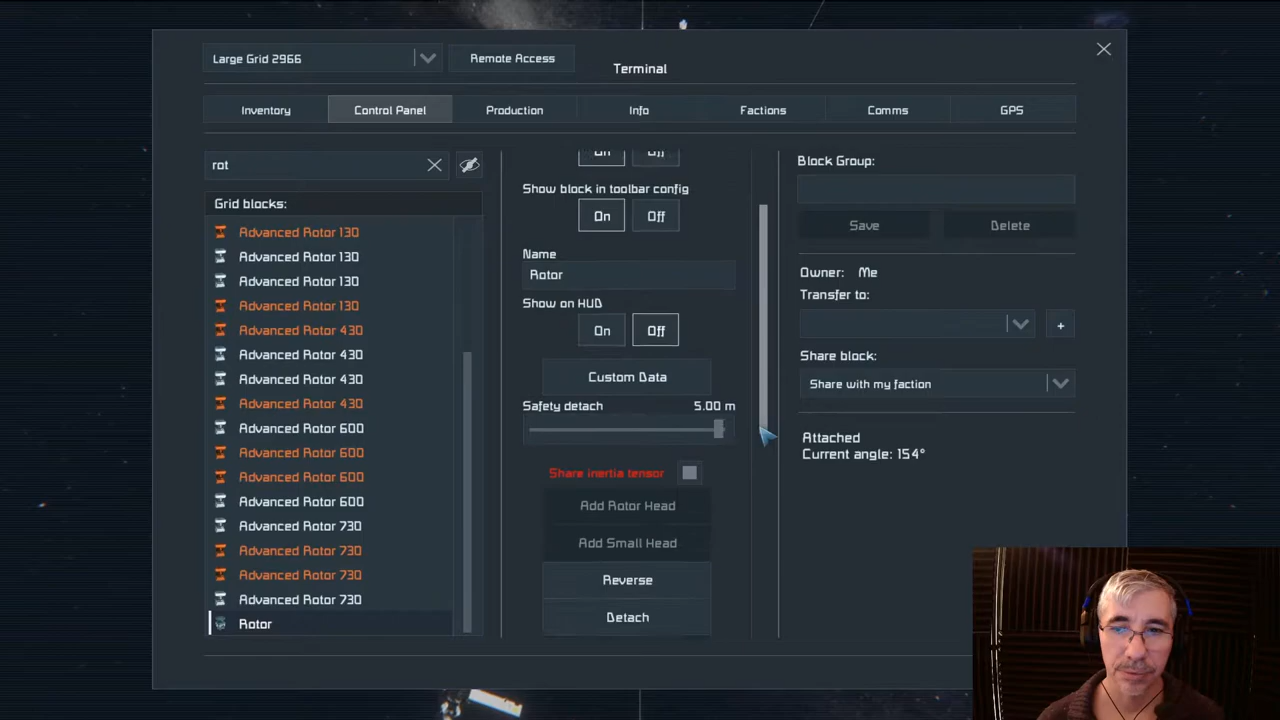 Large Grid 2966
Remote Access
Terminal
Inventory
Control Panel
Production
Info
Factions
Comms
GPS
rot
Grid blocks:
Advanced Rotor 130
Advanced Rotor 130
Advanced Rotor 130
Advanced Rotor 130
Advanced Rotor 430
Advanced Rotor 430
Advanced Rotor 430
Advanced Rotor 430
Advanced Rotor 600
Advanced Rotor 600
Advanced Rotor 600
Advanced Rotor 600
Advanced Rotor 730
Advanced Rotor 730
Advanced Rotor 730
Advanced Rotor 730
Rotor
On Off
Show block in toolbar config
On Off
Name
Rotor
Show on HUD
On Off
Custom Data
Safety detach 5.00 m
Share inertia tensor
Add Rotor Head
Add Small Head
Reverse
Detach
Block Group:
Save Delete
Owner: Me
Transfer to:
+
Share block:
Share with my faction
Attached
Current angle: 154°